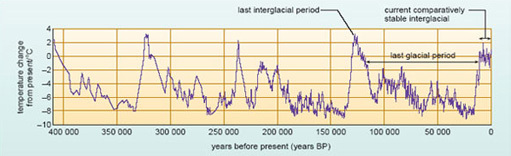 last interglacial period
current comparatively
stable interglacial
last glacial period
temperature change
from present/°C
4
2
0
−2
−4
−6
−8
−10
400 000
350 000
300 000
250 000
200 000
150 000
100 000
50 000
0
years before present (years BP)